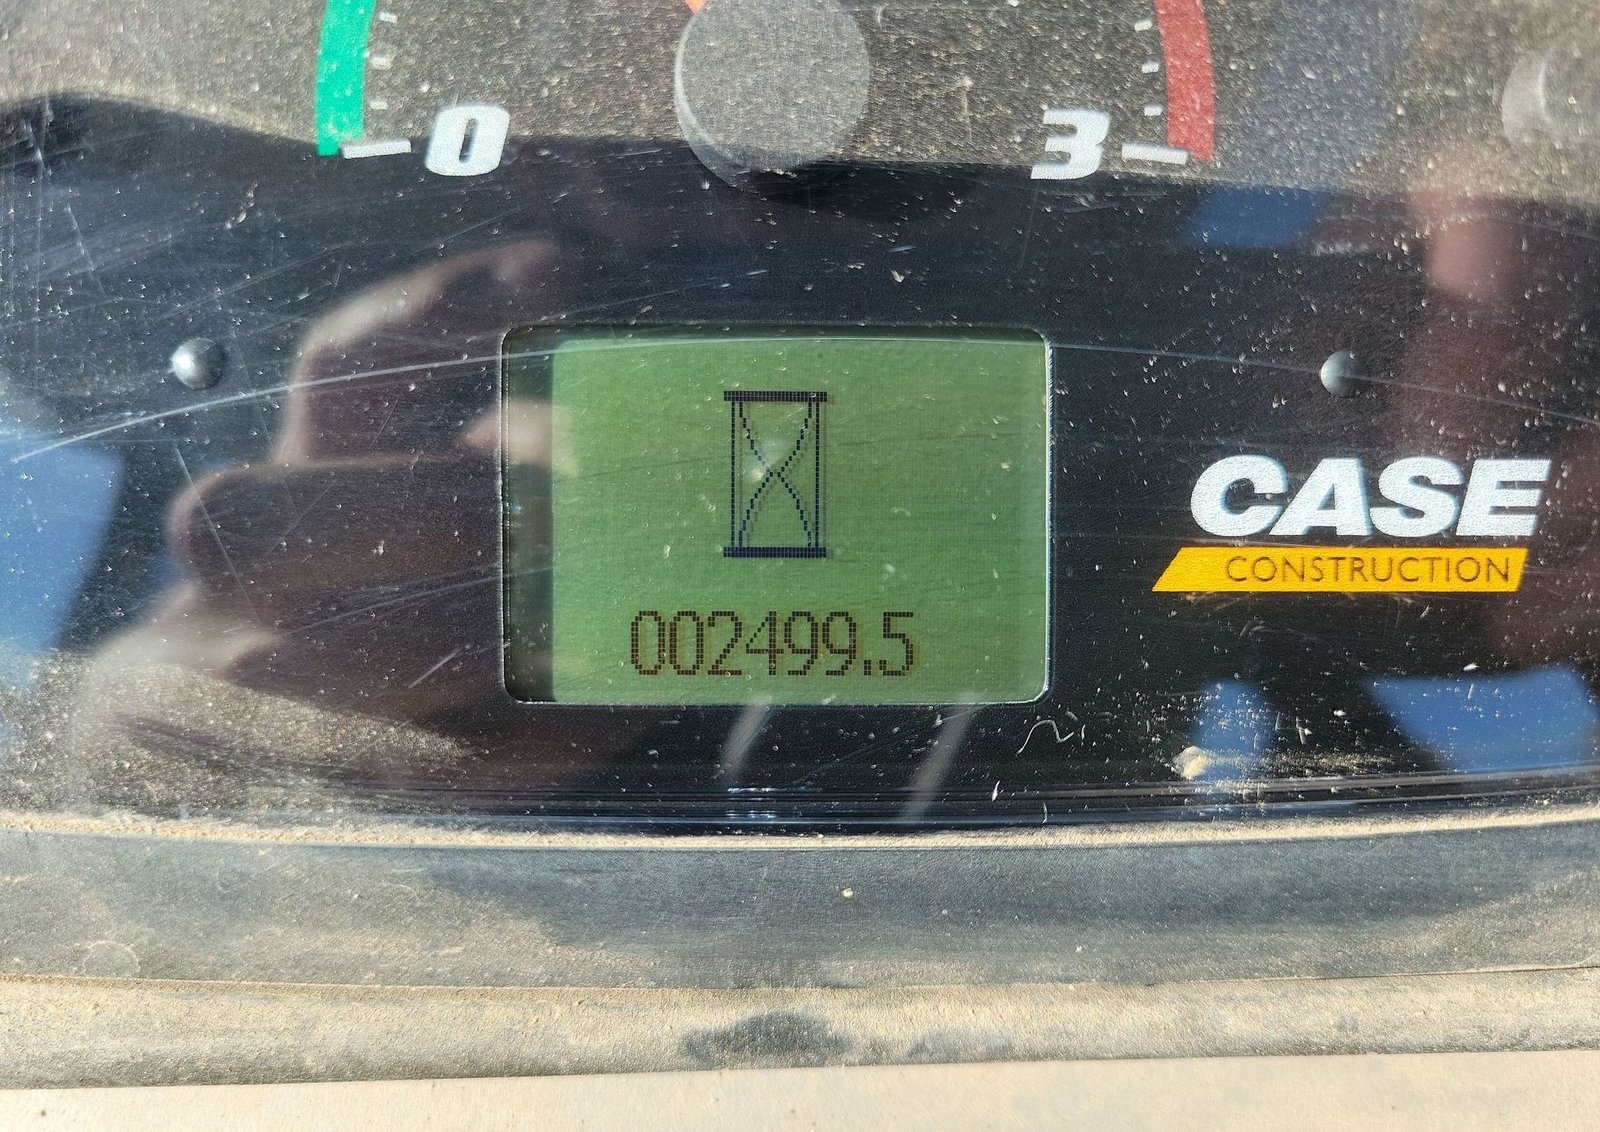 0 3
002499.5
CASE
CONSTRUCTION